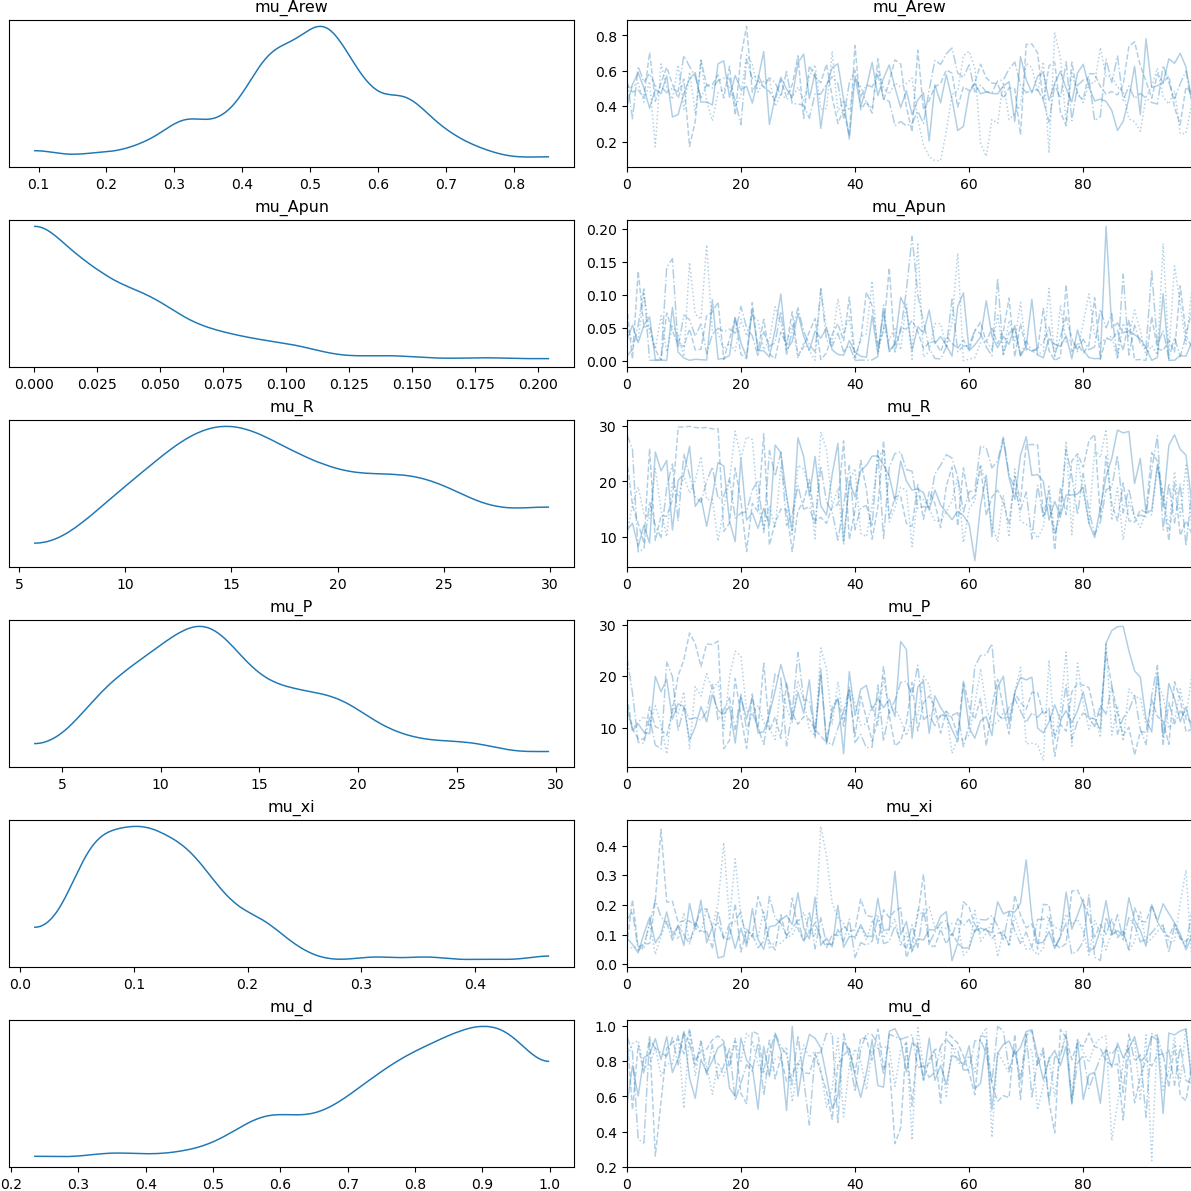 mu_Arew mu_Arew
0.8
0.6
0.4
0.2
0.1 0.2 0.3 0.4 0.5 0.6 0.7 0.8 0 20 40 60 80
mu_Apun mu_Apun
0.20
0.15
0.10
0.05
0.00
0.000 0.025 0.050 0.075 0.100 0.125 0.150 0.175 0.200 0 20 40 60 80
mu_R mu_R
30
20
10
5 10 15 20 25 30 0 20 40 60 80
mu_P mu_P
30
20
10
5 10 15 20 25 30 0 20 40 60 80
mu_xi mu_xi
0.4
0.3
0.2
0.1
0.0
0.0 0.1 0.2 0.3 0.4 0 20 40 60 80
mu_d mu_d
1.0
0.8
0.6
0.4
0.2
0.2 0.3 0.4 0.5 0.6 0.7 0.8 0.9 1.0 0 20 40 60 80